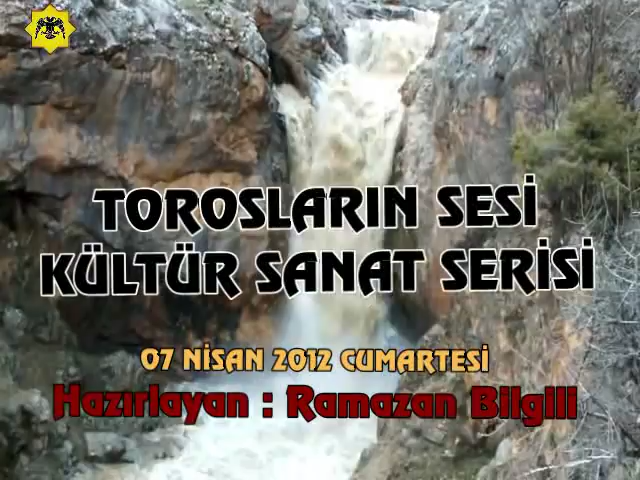 TOROSLARIN SESİ
KÜLTÜR SANAT SERİSİ
07 NİSAN 2012 CUMARTESİ
Hazırlayan : Ramazan Bilgili